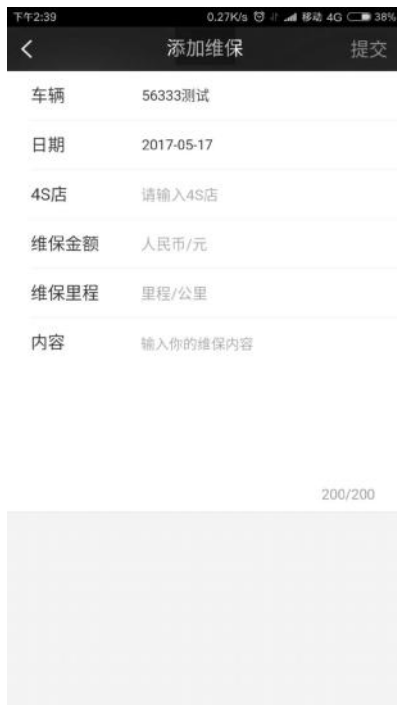 下午2:39 0.27K/s 移动 4G 38%
添加维保 提交
车辆 56333测试
日期 2017-05-17
4S店 请输入4S店
维保金额 人民币/元
维保里程 里程/公里
内容 输入你的维保内容
200/200